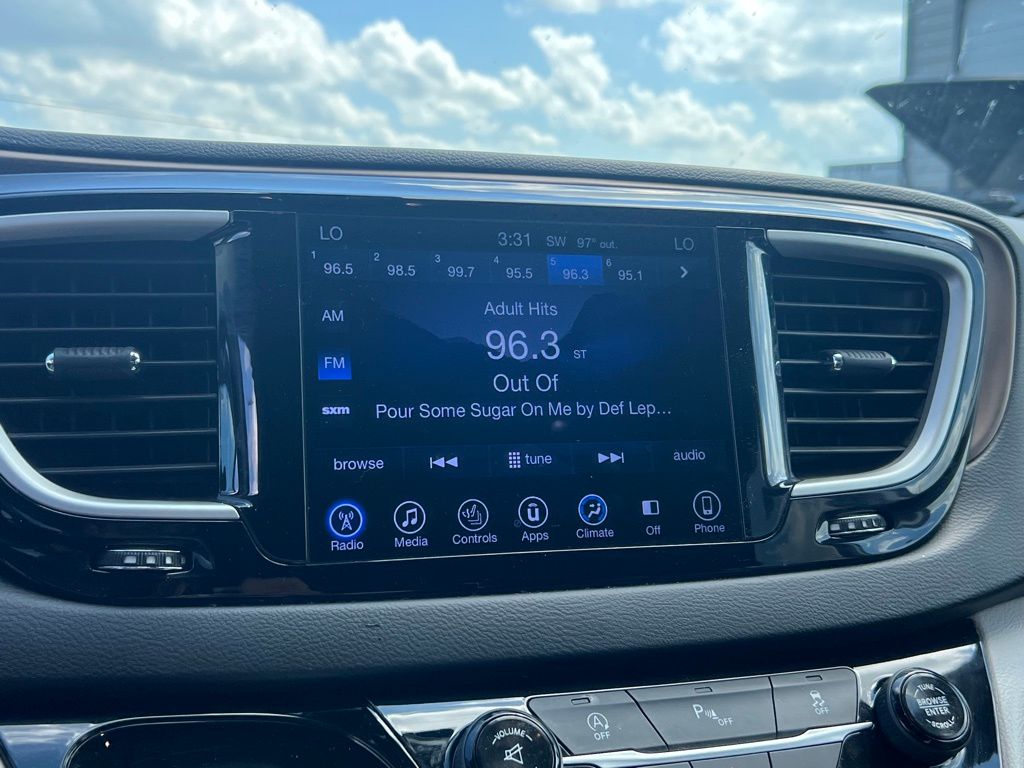 LO 3:31 SW 97° out. LO
1 96.5 2 98.5 3 99.7 4 95.5 5 96.3 6 95.1
Adult Hits
AM
96.3 ST
FM
Out Of
sxm
Pour Some Sugar On Me by Def Lep...
browse tune audio
Radio Media Controls Apps Climate Off Phone
VOLUME
A OFF
P OFF
OFF
TUNE
BROWSE
ENTER
SCROLL